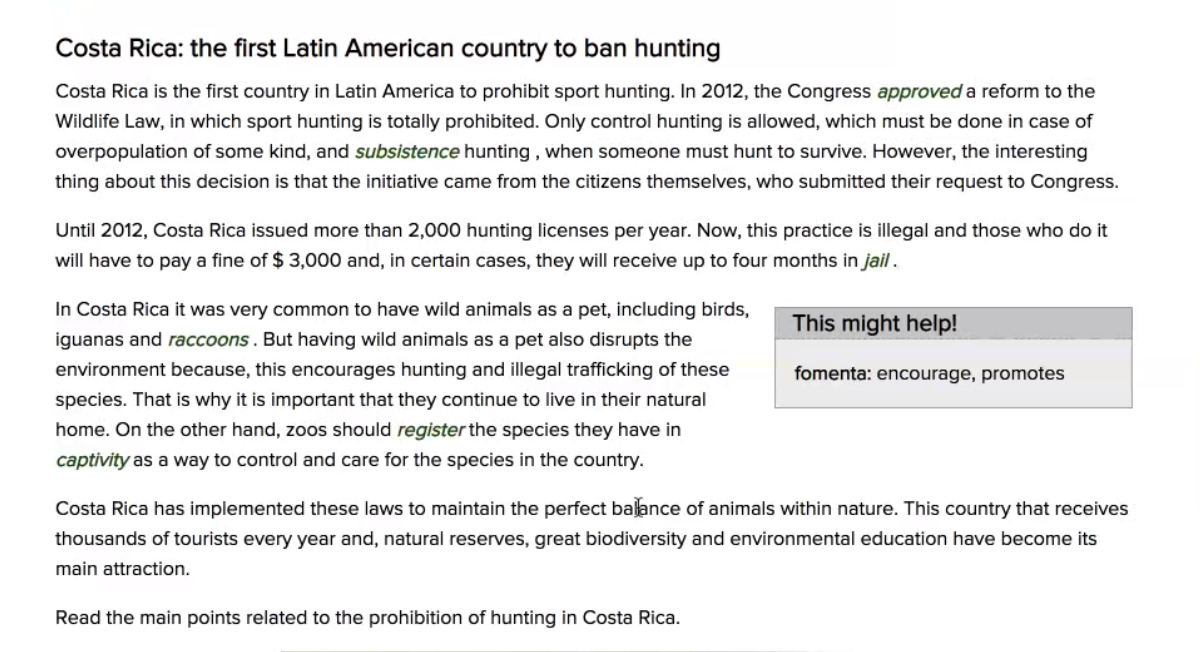 Costa Rica: the first Latin American country to ban hunting
Costa Rica is the first country in Latin America to prohibit sport hunting. In 2012, the Congress approved a reform to the
Wildlife Law, in which sport hunting is totally prohibited. Only control hunting is allowed, which must be done in case of
overpopulation of some kind, and subsistence hunting , when someone must hunt to survive. However, the interesting
thing about this decision is that the initiative came from the citizens themselves, who submitted their request to Congress.
Until 2012, Costa Rica issued more than 2,000 hunting licenses per year. Now, this practice is illegal and those who do it
will have to pay a fine of $ 3,000 and, in certain cases, they will receive up to four months in jail .
In Costa Rica it was very common to have wild animals as a pet, including birds,
iguanas and raccoons . But having wild animals as a pet also disrupts the
environment because, this encourages hunting and illegal trafficking of these
species. That is why it is important that they continue to live in their natural
home. On the other hand, zoos should register the species they have in
captivity as a way to control and care for the species in the country.
This might help!
fomenta: encourage, promotes
Costa Rica has implemented these laws to maintain the perfect balance of animals within nature. This country that receives
thousands of tourists every year and, natural reserves, great biodiversity and environmental education have become its
main attraction.
Read the main points related to the prohibition of hunting in Costa Rica.